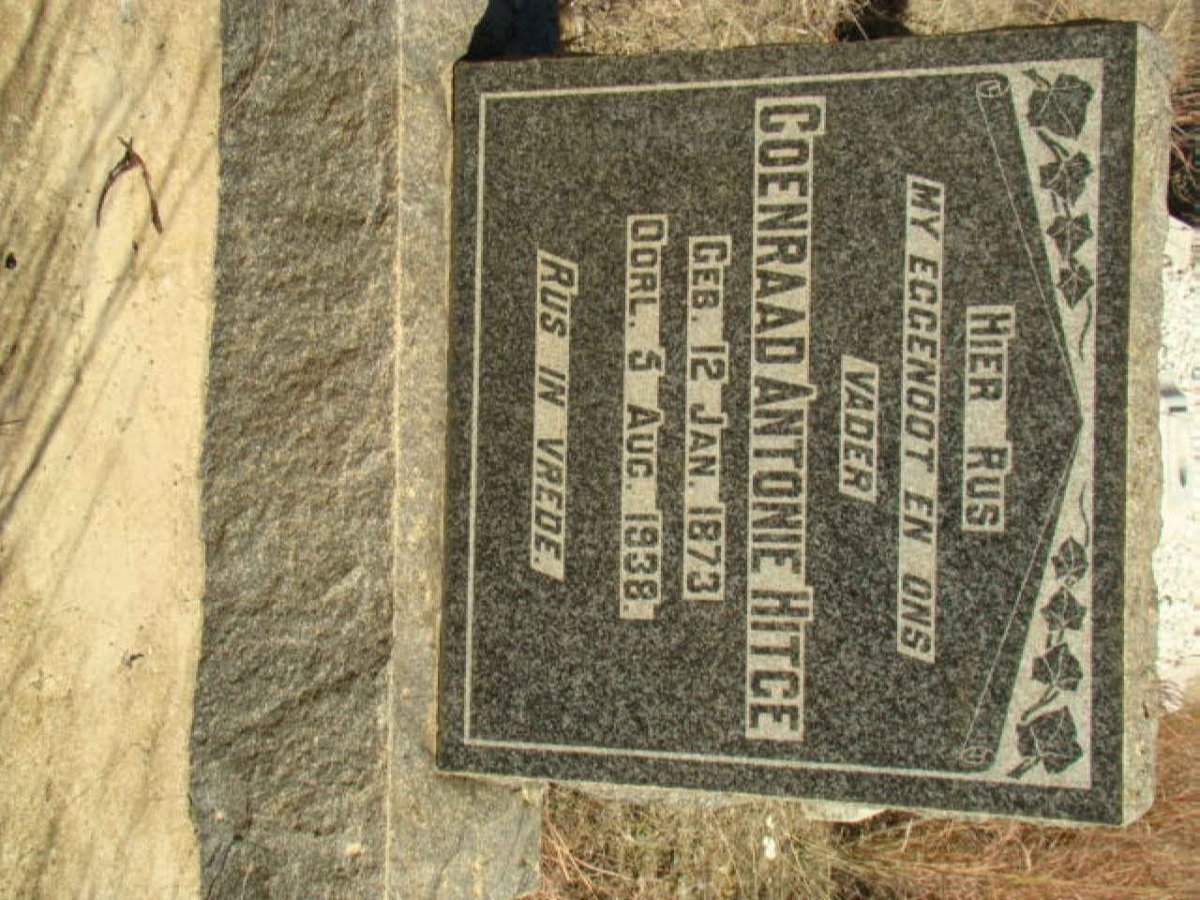 HIER RUS
MY EGGENOOT EN ONS
VADER
COENRAAD ANTONIE HITGE
GEB. 12 JAN. 1873
OORL. 5 AUG. 1938.
RUS IN VREDE.